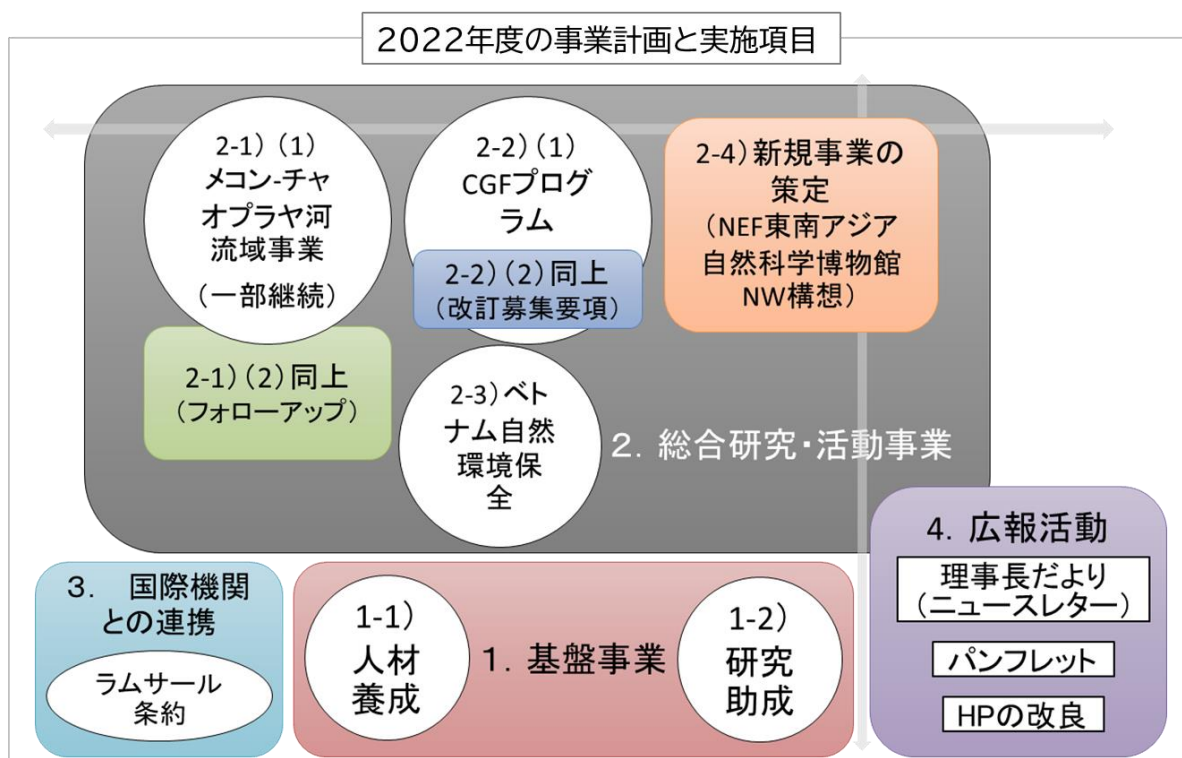 2022年度の事業計画と実施項目
2-1）（1）
メコン-チャ
オプラヤ河
流域事業
（一部継続）
2-1）（2）同上
（フォローアップ）
2-2）（1）
CGFプログ
ラム
2-2）（2）同上
（改訂募集要項）
2-3）ベト
ナム自然
環境保
全
2-4）新規事業の
策定
（NEF東南アジア
自然科学博物館
NW構想）
2．総合研究・活動事業
3．　国際機関
との連携
ラムサール
条約
1-1）
人材
養成
1．基盤事業
1-2）
研究
助成
4．広報活動
理事長だより
（ニュースレター）
パンフレット
HPの改良